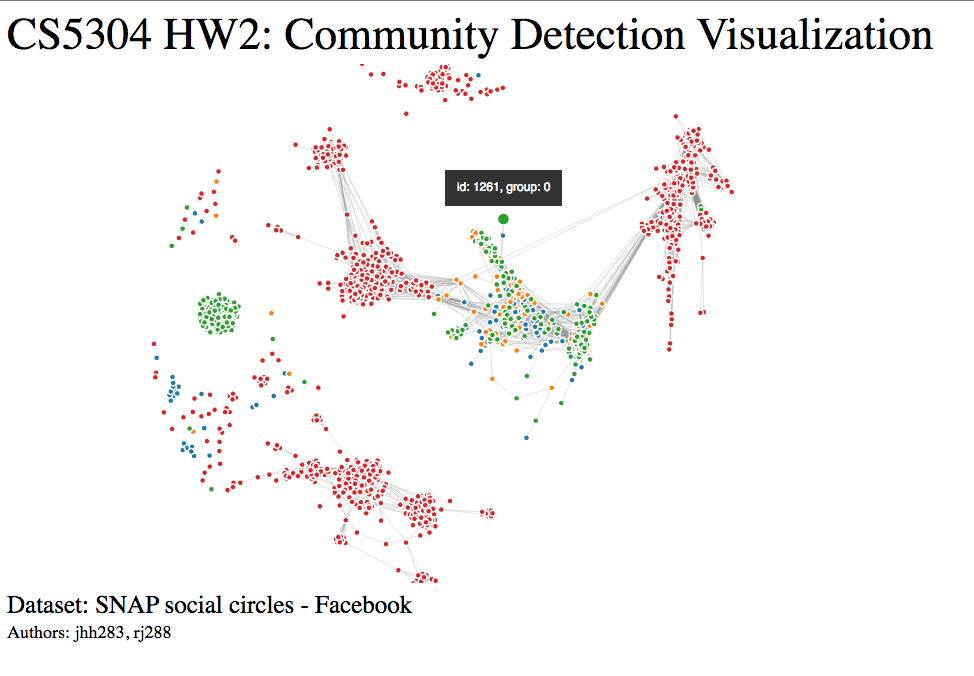 CS5304 HW2: Community Detection Visualization
id: 1261, group: 0
Dataset: SNAP social circles - Facebook
Authors: jhh283, rj288